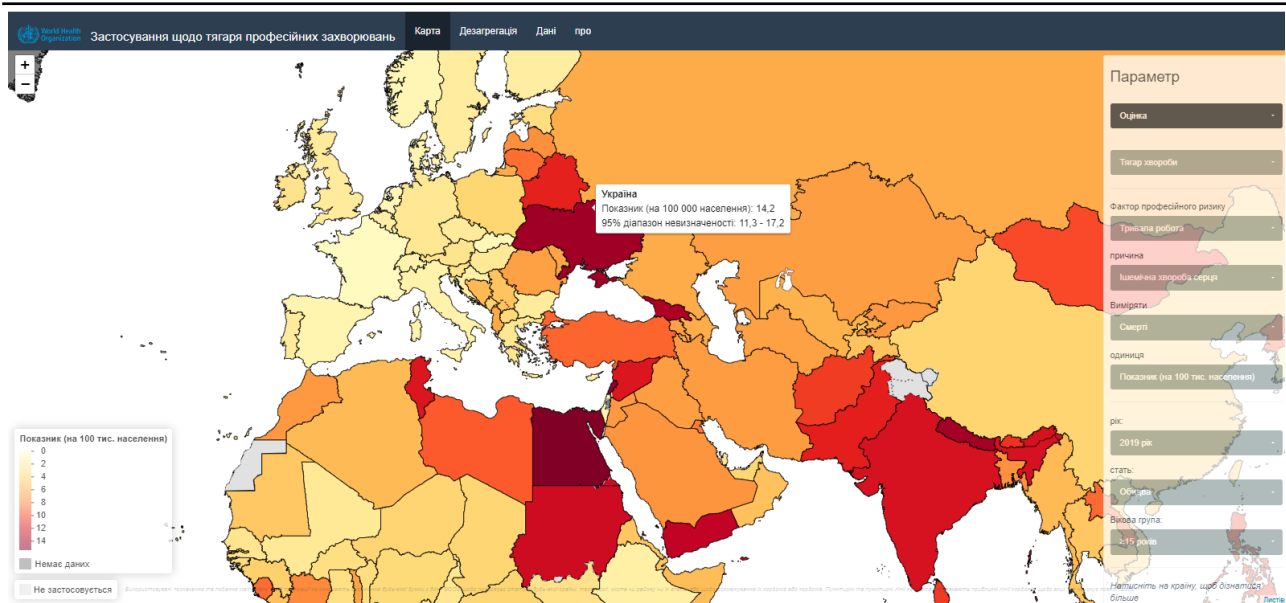 World Health
Organization
Застосування щодо тягаря професійних захворювань
Карта
Дезагрегація
Дані
про
+
−
Параметр
Оцінка
Тягар хвороби
Фактор професійного ризику
Тривала робота
причина
Ішемічна хвороба серця
Виміряти
Смерті
одиниця
Показник (на 100 тис. населення)
рік:
2019 рік
стать:
Обидва
Вікова група:
≥15 років
Натисніть на країну, щоб дізнатися
більше
Україна
Показник (на 100 000 населення): 14,2
95% діапазон невизначеності: 11,3 - 17,2
Показник (на 100 тис. населення)
0
2
4
6
8
10
12
14
Немає даних
Не застосовується